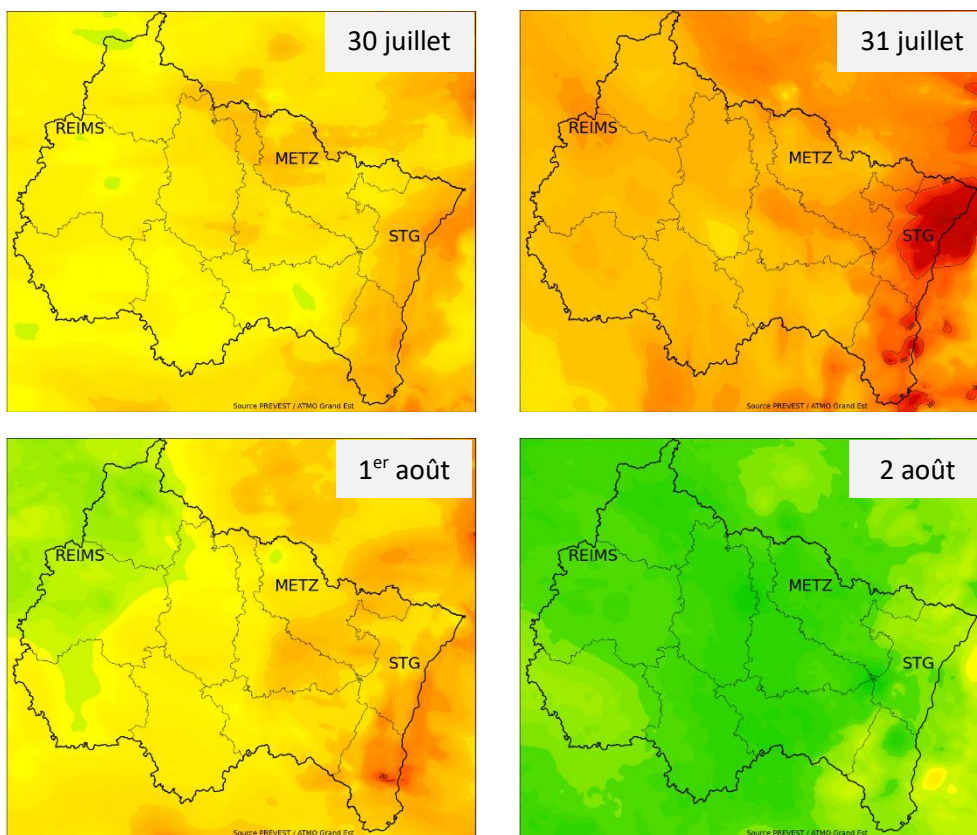 30 juillet
REIMS
METZ
STG
Source PREVEST / ATMO Grand Est
31 juillet
REIMS
METZ
STG
Source PREVEST / ATMO Grand Est
1er août
REIMS
METZ
STG
Source PREVEST / ATMO Grand Est
2 août
REIMS
METZ
STG
Source PREVEST / ATMO Grand Est